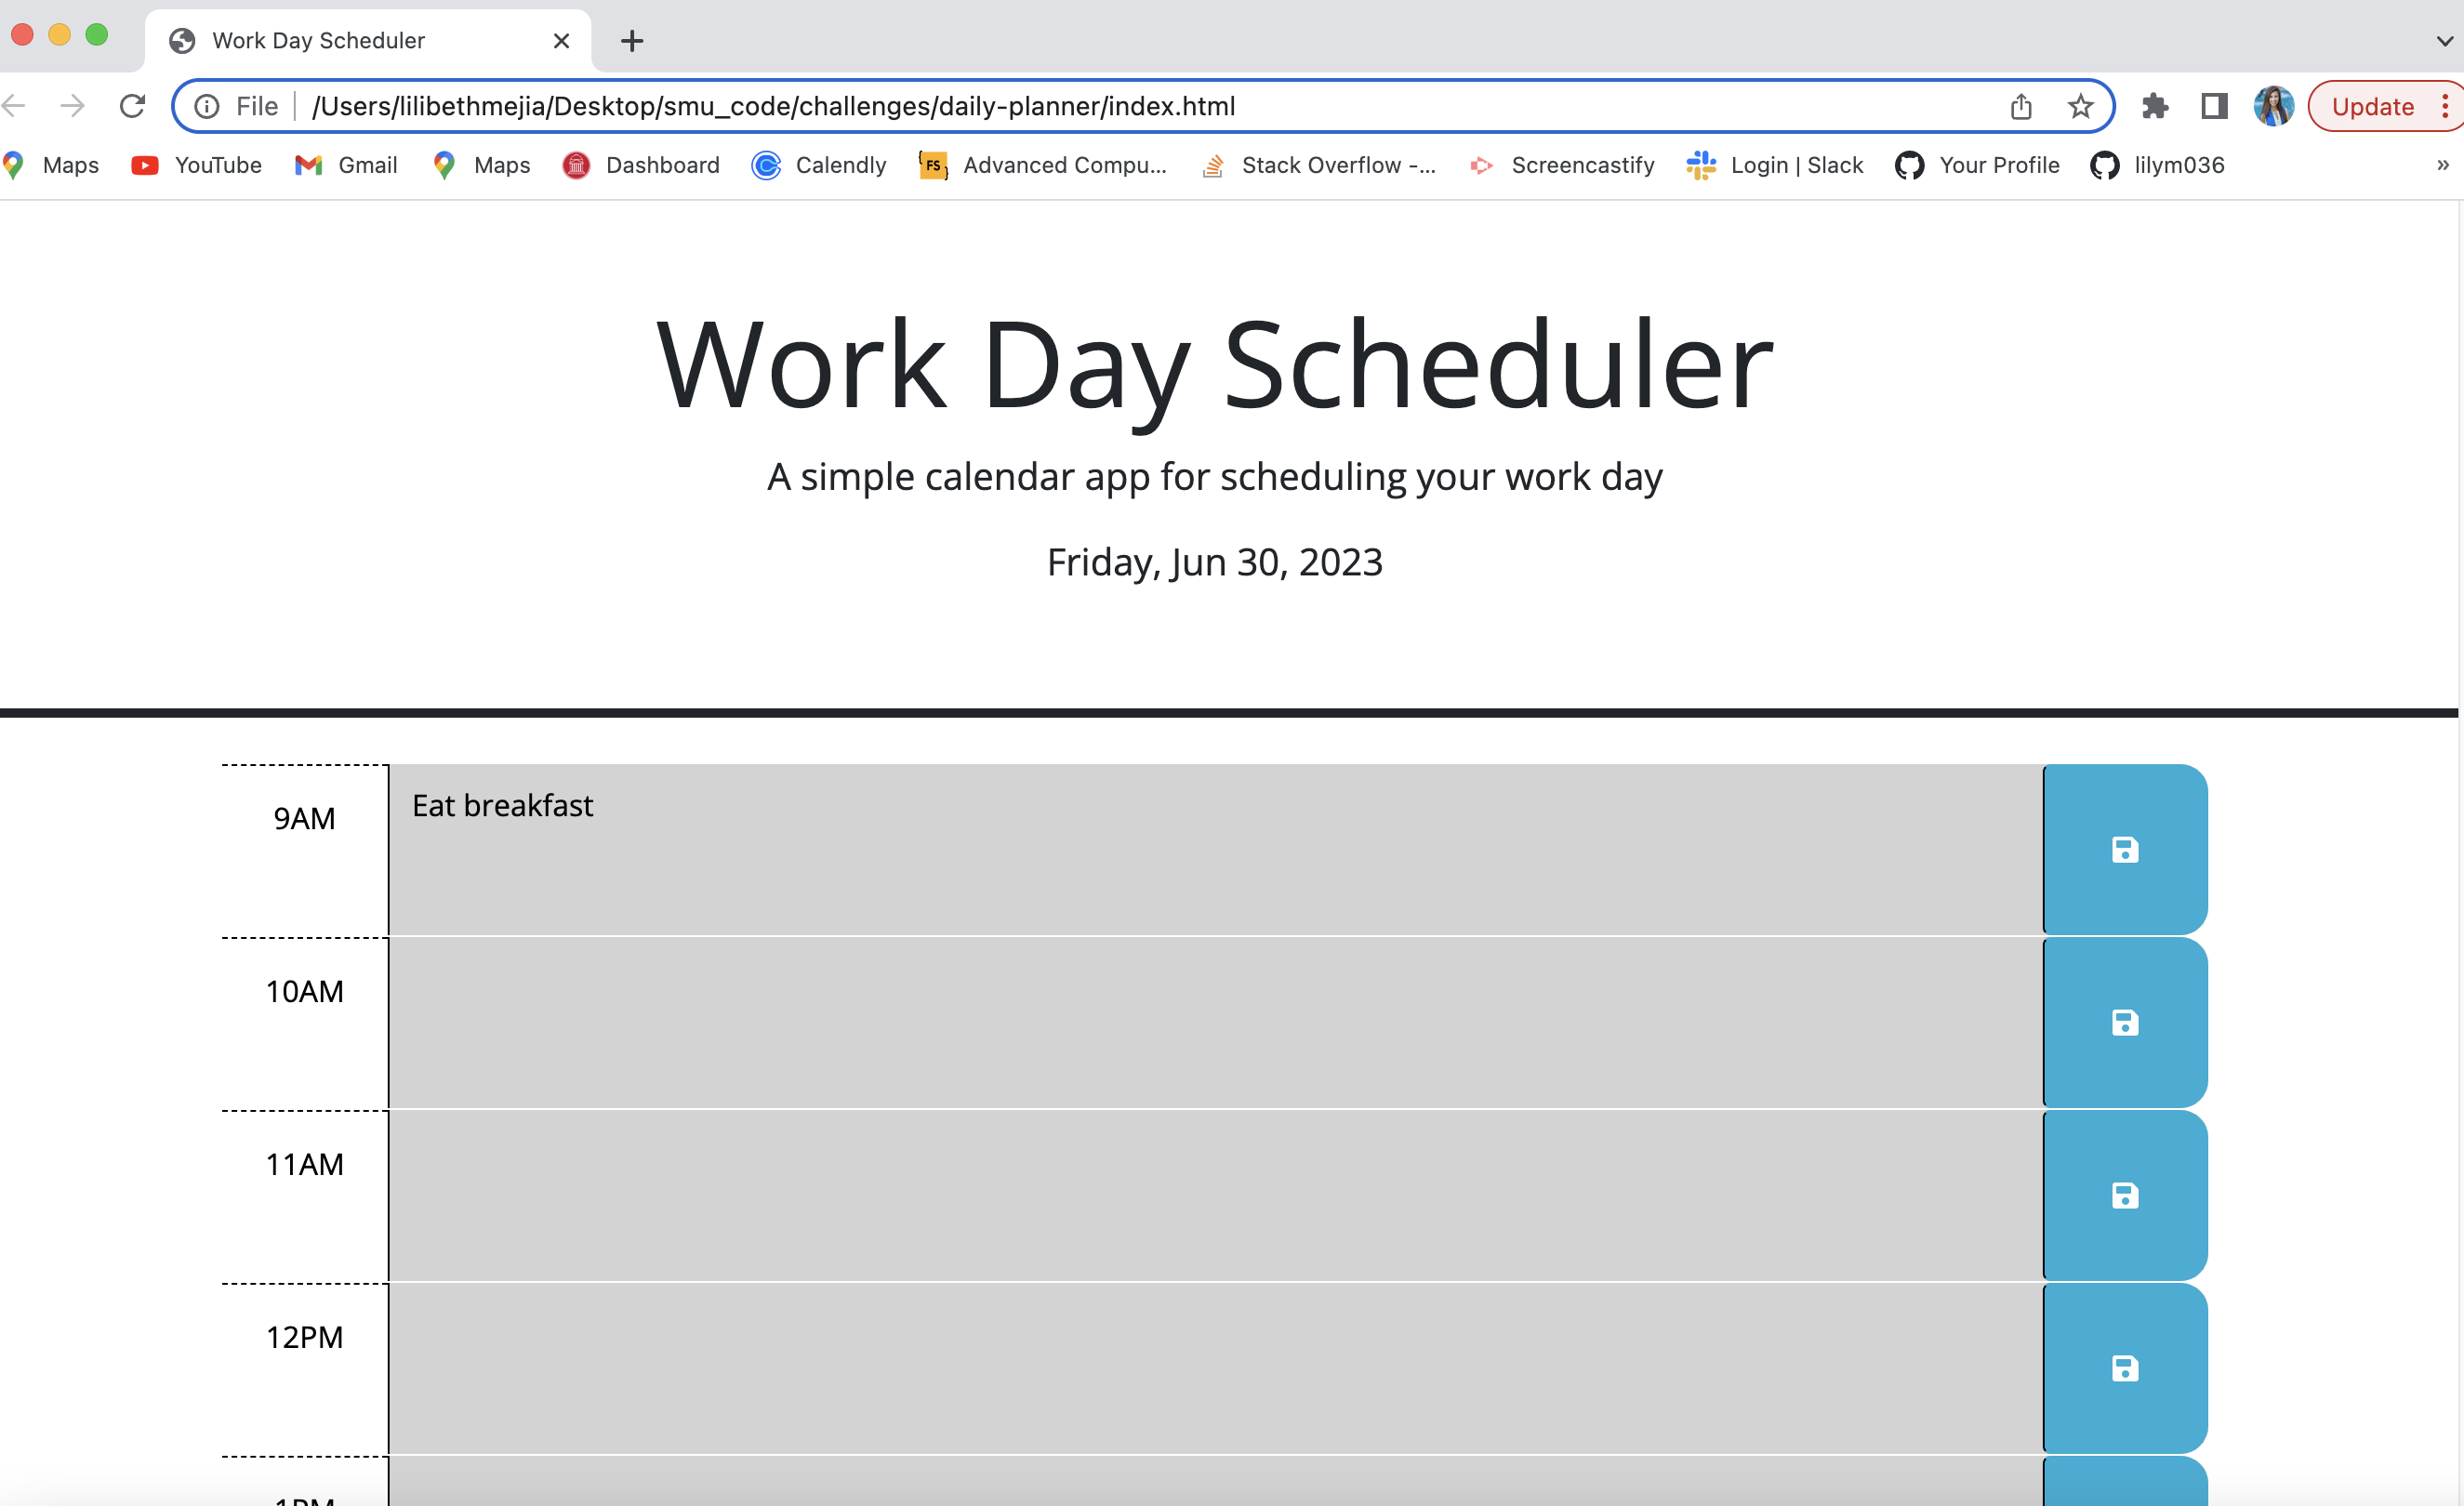 Work Day Scheduler
File /Users/lilibethmejia/Desktop/smu_code/challenges/daily-planner/index.html Update
Maps YouTube Gmail Maps Dashboard Calendly FS Advanced Compu... Stack Overflow -... Screencastify Login | Slack Your Profile lilym036 »
Work Day Scheduler
A simple calendar app for scheduling your work day
Friday, Jun 30, 2023
9AM Eat breakfast
10AM
11AM
12PM
1PM